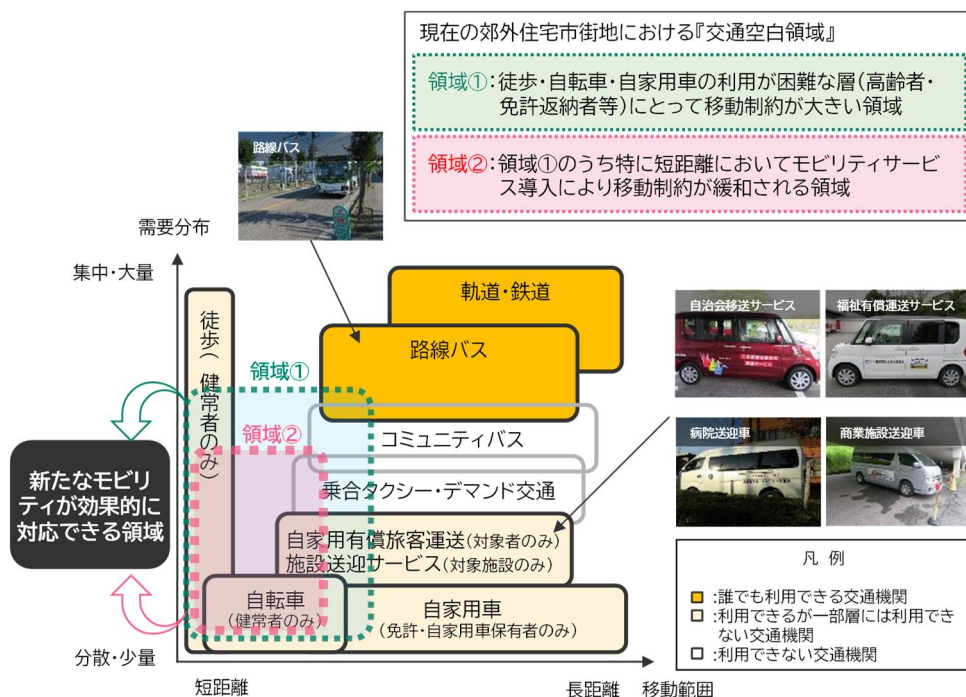 現在の郊外住宅市街地における『交通空白領域』
領域①:徒歩・自転車・自家用車の利用が困難な層(高齢者・
免許返納者等)にとって移動制約が大きい領域
領域②:領域①のうち特に短距離においてモビリティサービ
ス導入により移動制約が緩和される領域
路線バス
需要分布
集中・大量
軌道・鉄道
路線バス
徒歩(健常者のみ)
領域①
領域②
コミュニティバス
乗合タクシー・デマンド交通
自家用有償旅客運送(対象者のみ)
施設送迎サービス(対象施設のみ)
自転車
(健常者のみ)
自家用車
(免許・自家用車保有者のみ)
新たなモビリ
ティが効果的に
対応できる領域
分散・少量
短距離
長距離
移動範囲
自治会移送サービス
福祉有償運送サービス
病院送迎車
商業施設送迎車
凡 例
:誰でも利用できる交通機関
:利用できるが一部層には利用でき
ない交通機関
:利用できない交通機関